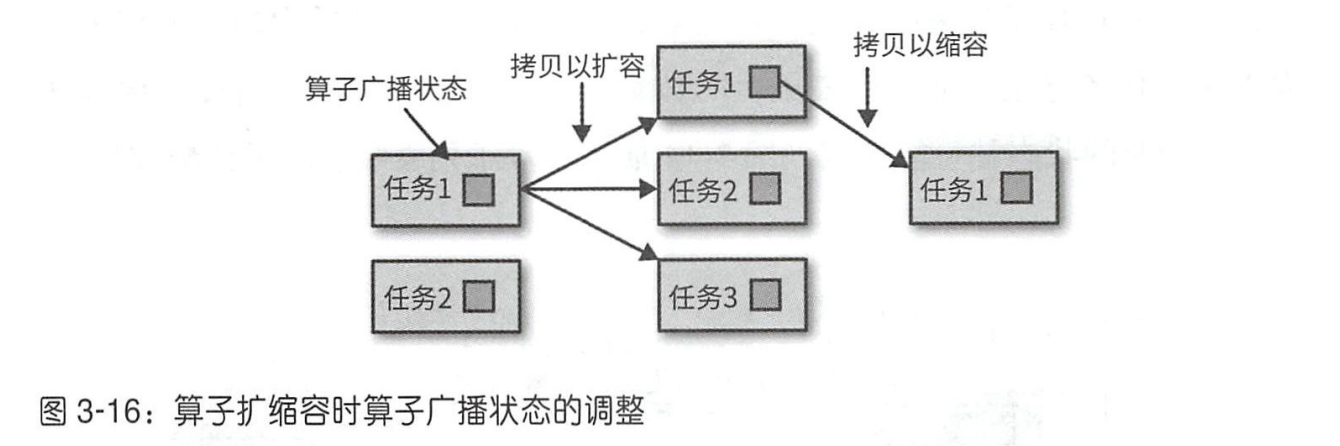 拷贝以缩容
拷贝以扩容
算子广播状态
任务1
任务1
任务2
任务1
任务2
任务3
图 3-16：算子扩缩容时算子广播状态的调整